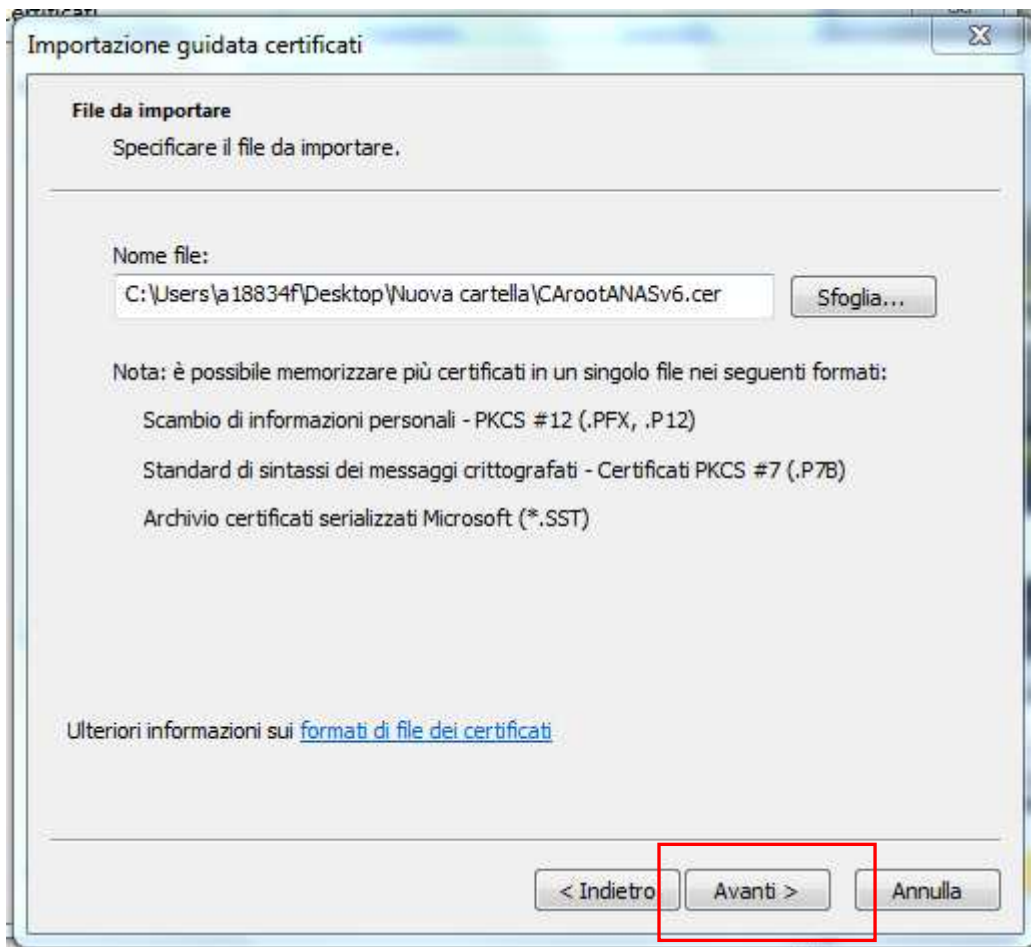 Importazione guidata certificati
File da importare
Specificare il file da importare.
Nome file:
C:\Users\a18834f\Desktop\Nuova cartella\CArootANASv6.cer
Sfoglia...
Nota: è possibile memorizzare più certificati in un singolo file nei seguenti formati:
Scambio di informazioni personali - PKCS #12 (.PFX, .P12)
Standard di sintassi dei messaggi crittografati - Certificati PKCS #7 (.P7B)
Archivio certificati serializzati Microsoft (*.SST)
Ulteriori informazioni sui formati di file dei certificati
< Indietro Avanti > Annulla